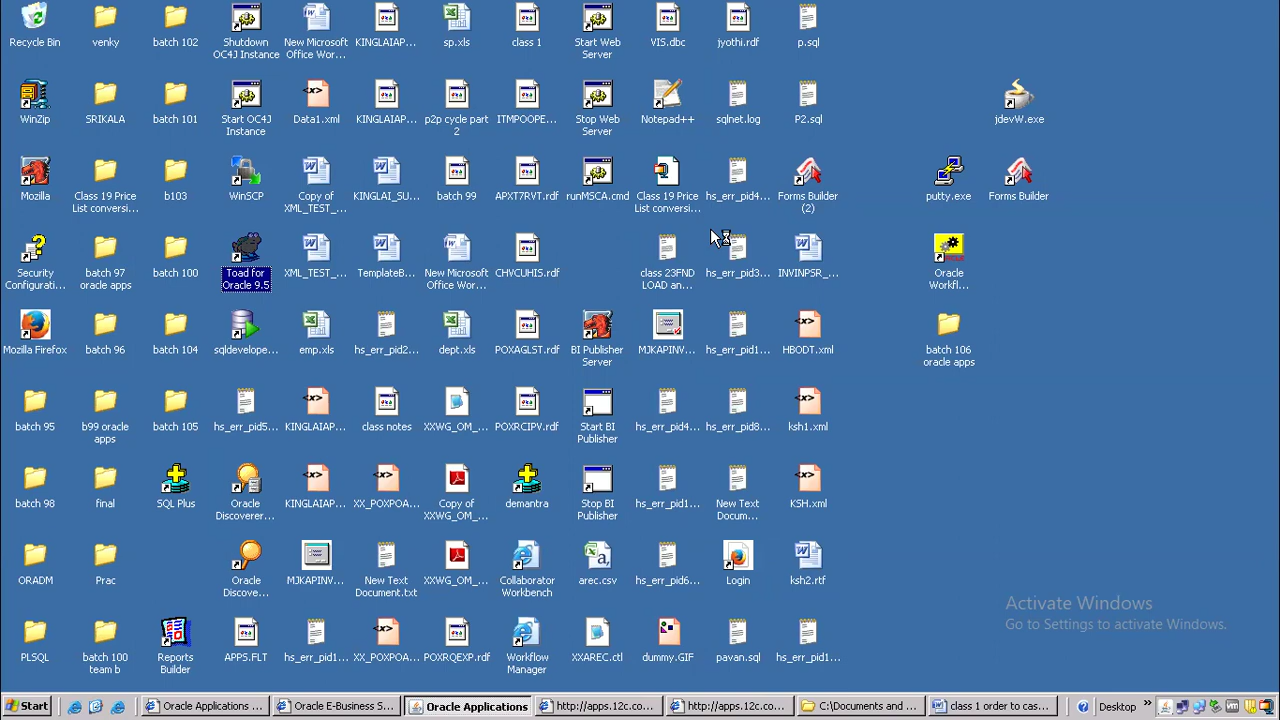 Recycle Bin
venky
batch 102
Shutdown
OC4J Instance
New Microsoft
Office Wor...
KINGLAIAP...
sp.xls
class 1
Start Web
Server
VIS.dbc
jyothi.rdf
p.sql
WinZip
SRIKALA
batch 101
Start OC4J
Instance
Data1.xml
KINGLAIAP...
p2p cycle part
2
ITMPOOPE...
Stop Web
Server
Notepad++
sqlnet.log
P2.sql
jdevW.exe
Mozilla
Class 19 Price
List conversi...
b103
WinSCP
Copy of
XML_TEST_...
KINGLAI_SU...
batch 99
APXT7RVT.rdf
runMSCA.cmd
Class 19 Price
List conversi...
hs_err_pid4...
Forms Builder
(2)
putty.exe
Forms Builder
Security
Configurati...
batch 97
oracle apps
batch 100
Toad for
Oracle 9.5
XML_TEST_...
TemplateB...
New Microsoft
Office Wor...
CHVCUHIS.rdf
class 23FND
LOAD an...
hs_err_pid3...
INVINPSR_...
Oracle
Workfl...
Mozilla Firefox
batch 96
batch 104
sqldevelope...
emp.xls
hs_err_pid2...
dept.xls
POXAGLST.rdf
BI Publisher
Server
MJKAPINV...
hs_err_pid1...
HBODT.xml
batch 106
oracle apps
batch 95
b99 oracle
apps
batch 105
hs_err_pid5...
KINGLAIAP...
class notes
XXWG_OM_...
POXRCIPV.rdf
Start BI
Publisher
hs_err_pid4...
hs_err_pid8...
ksh1.xml
batch 98
final
SQL Plus
Oracle
Discoverer...
KINGLAIAP...
XX_POXPOA...
Copy of
XXWG_OM_...
demantra
Stop BI
Publisher
hs_err_pid1...
New Text
Docum...
KSH.xml
ORADM
Prac
Oracle
Discove...
MJKAPINV...
New Text
Document.txt
XXWG_OM_...
Collaborator
Workbench
arec.csv
hs_err_pid6...
Login
ksh2.rtf
Activate Windows
Go to Settings to activate Windows.
PLSQL
batch 100
team b
Reports
Builder
APPS.FLT
hs_err_pid1...
XX_POXPOA...
POXRQEXP.rdf
Workflow
Manager
XXAREC.ctl
dummy.GIF
pavan.sql
hs_err_pid1...
Start
Oracle Applications ...
Oracle E-Business S...
Oracle Applications
http://apps.12c.co...
http://apps.12c.co...
C:\Documents and ...
class 1 order to cas...
Desktop